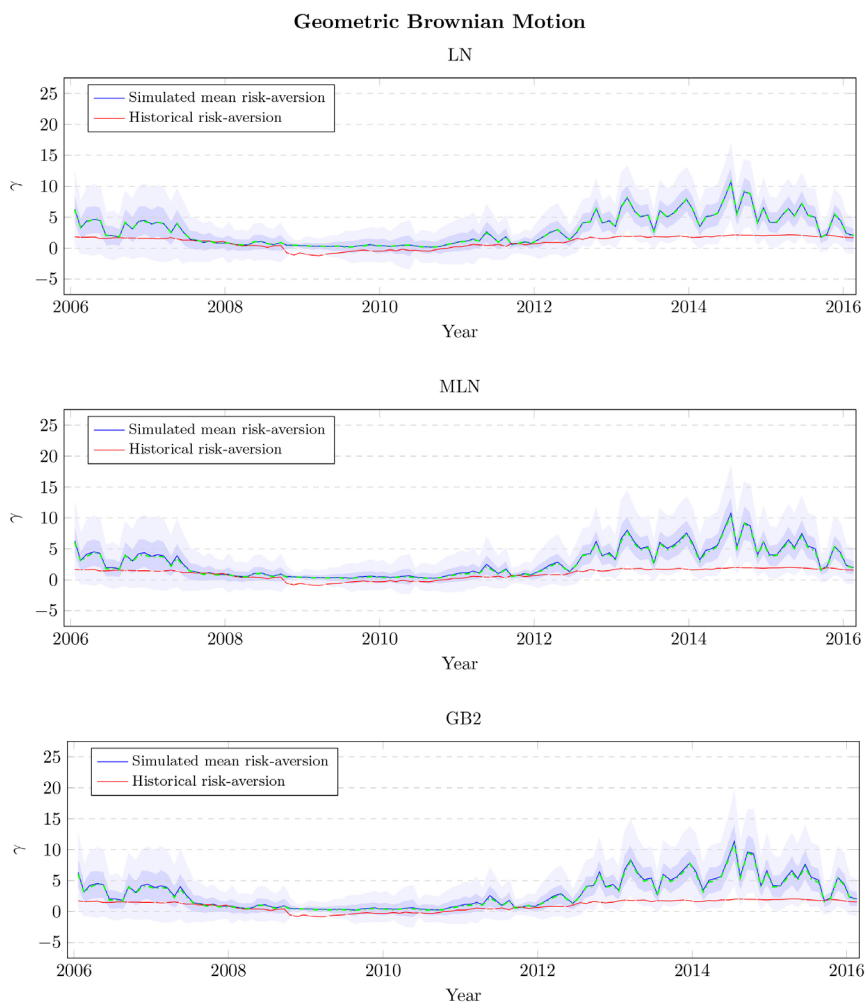 Geometric Brownian Motion
LN
25
20
15
10
5
0
−5
γ
Simulated mean risk-aversion
Historical risk-aversion
2006 2008 2010 2012 2014 2016
Year
MLN
25
20
15
10
5
0
−5
γ
Simulated mean risk-aversion
Historical risk-aversion
2006 2008 2010 2012 2014 2016
Year
GB2
25
20
15
10
5
0
−5
γ
Simulated mean risk-aversion
Historical risk-aversion
2006 2008 2010 2012 2014 2016
Year